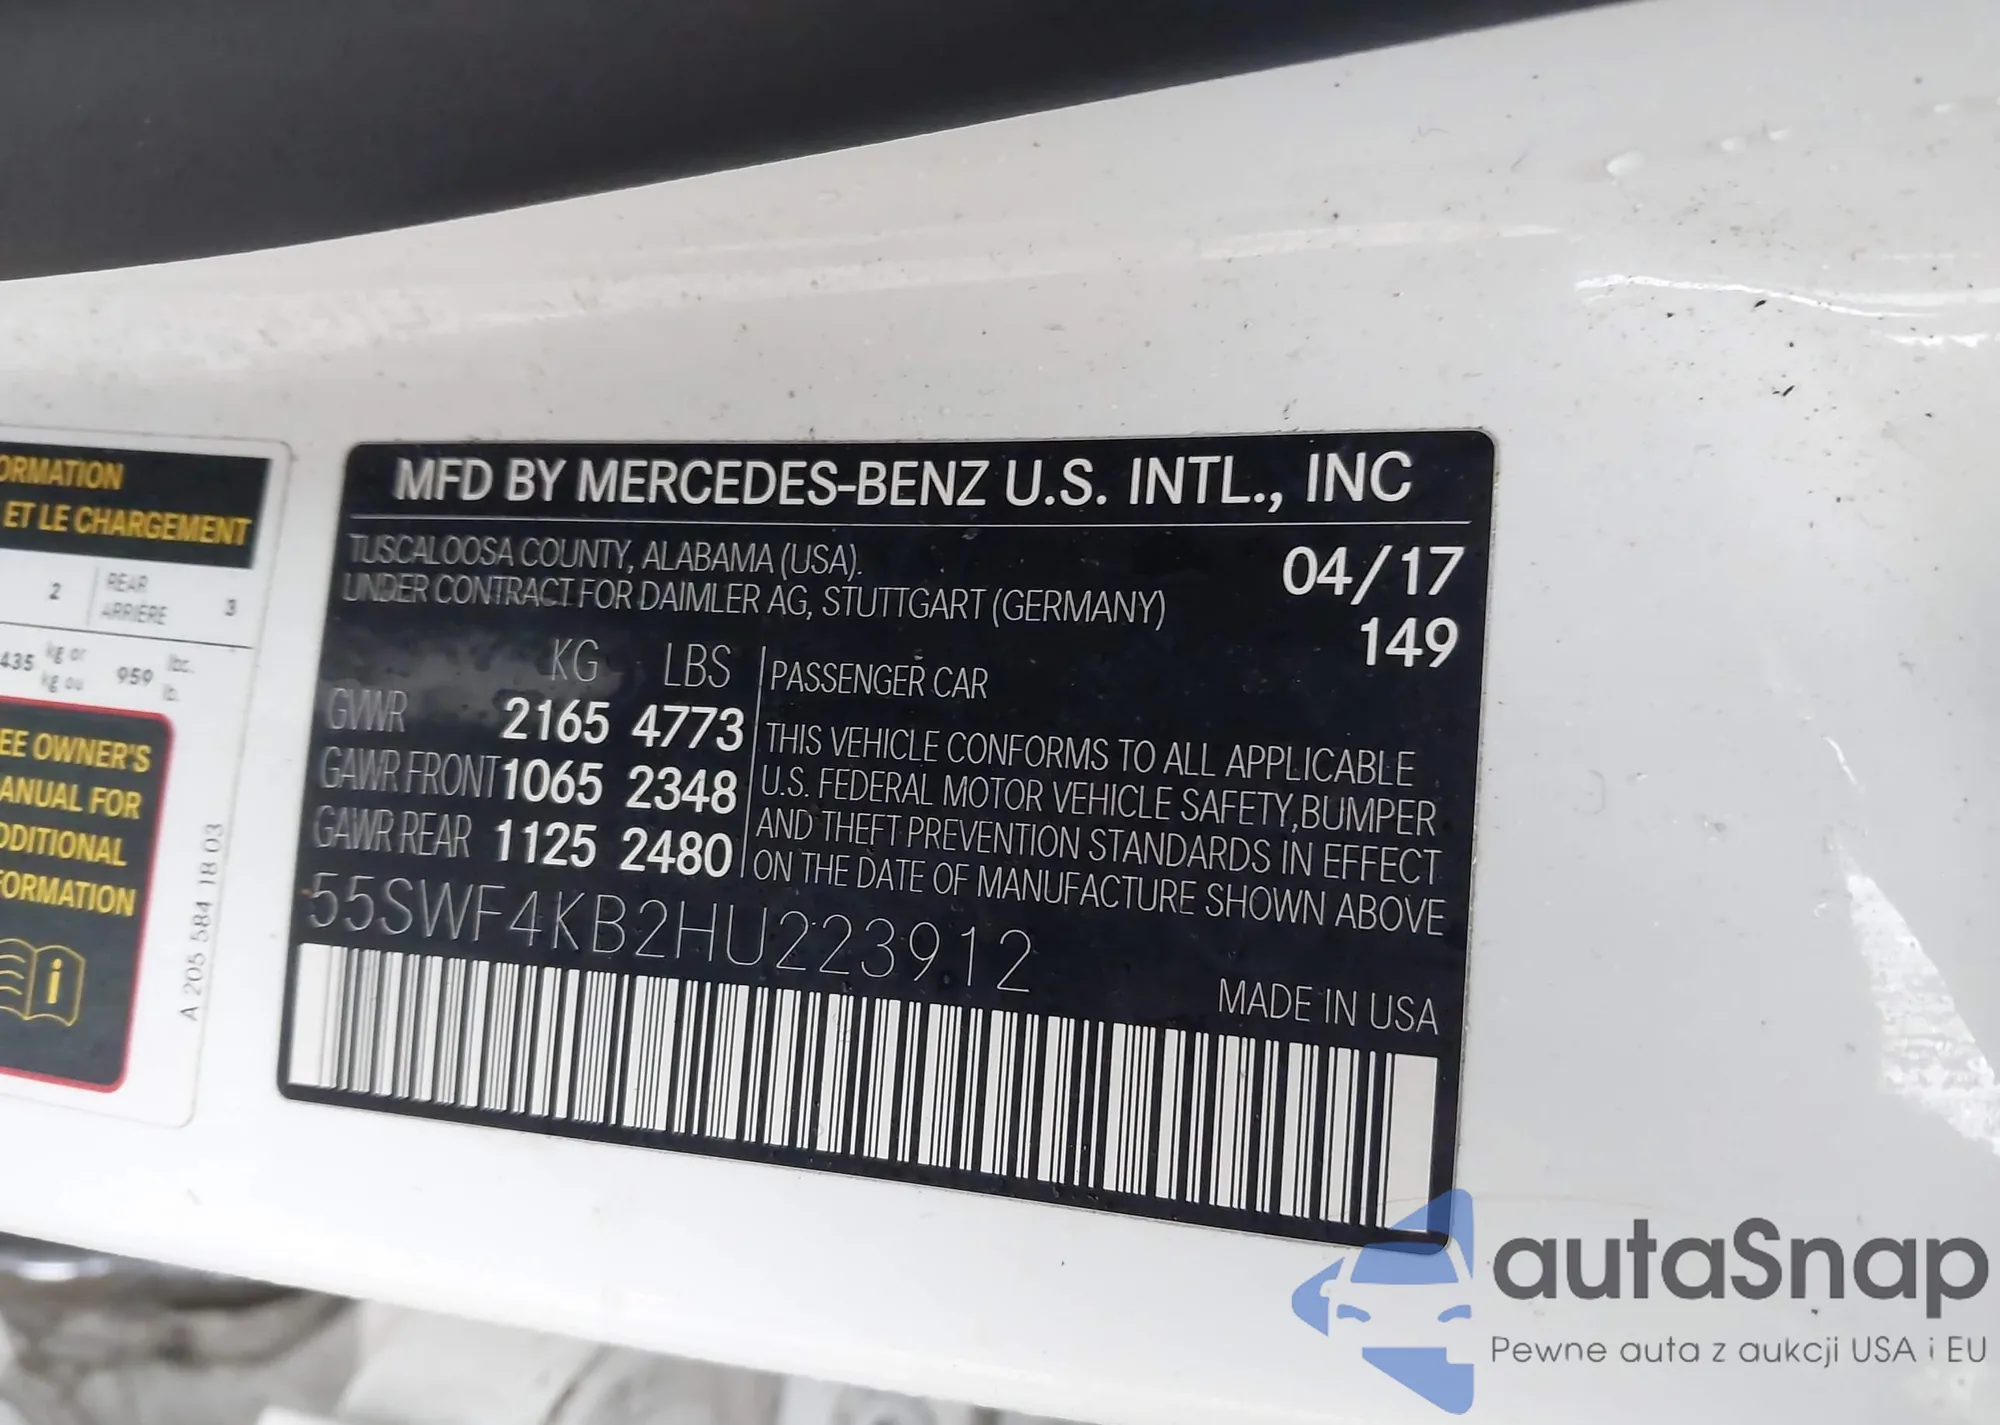 ORMATION
ET LE CHARGEMENT
2 REAR 3
ARRIÈRE
435 kg or 959 lbc.
kg ou lb.
EE OWNER'S
ANUAL FOR
DDITIONAL
FORMATION
i
A 205 584 18 03
MFD BY MERCEDES-BENZ U.S. INTL., INC
TUSCALOOSA COUNTY, ALABAMA (USA). 04/17
UNDER CONTRACT FOR DAIMLER AG, STUTTGART (GERMANY)
149
KG LBS PASSENGER CAR
GVWR 2165 4773
GAWR FRONT 1065 2348
GAWR REAR 1125 2480
THIS VEHICLE CONFORMS TO ALL APPLICABLE
U.S. FEDERAL MOTOR VEHICLE SAFETY,BUMPER
AND THEFT PREVENTION STANDARDS IN EFFECT
ON THE DATE OF MANUFACTURE SHOWN ABOVE
55SWF4KB2HU223912
MADE IN USA
autaSnap
Pewne auta z aukcji USA i EU